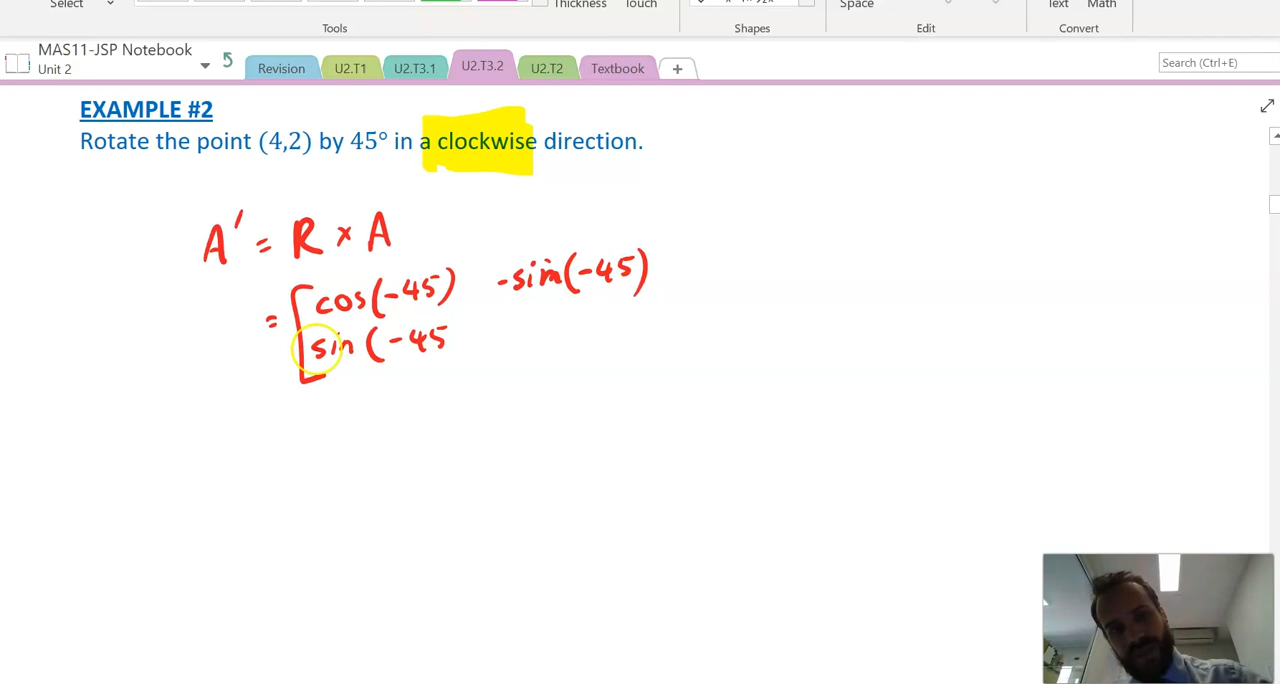 Select Thickness Touch x² + y²z^ Space Text Math
Tools Shapes Edit Convert
MAS11-JSP Notebook
Unit 2
Revision U2.T1 U2.T3.1 U2.T3.2 U2.T2 Textbook +
Search (Ctrl+E)
EXAMPLE #2
Rotate the point (4,2) by 45° in a clockwise direction.
A' = R × A
= [cos(-45) -sin(-45)
sin(-45